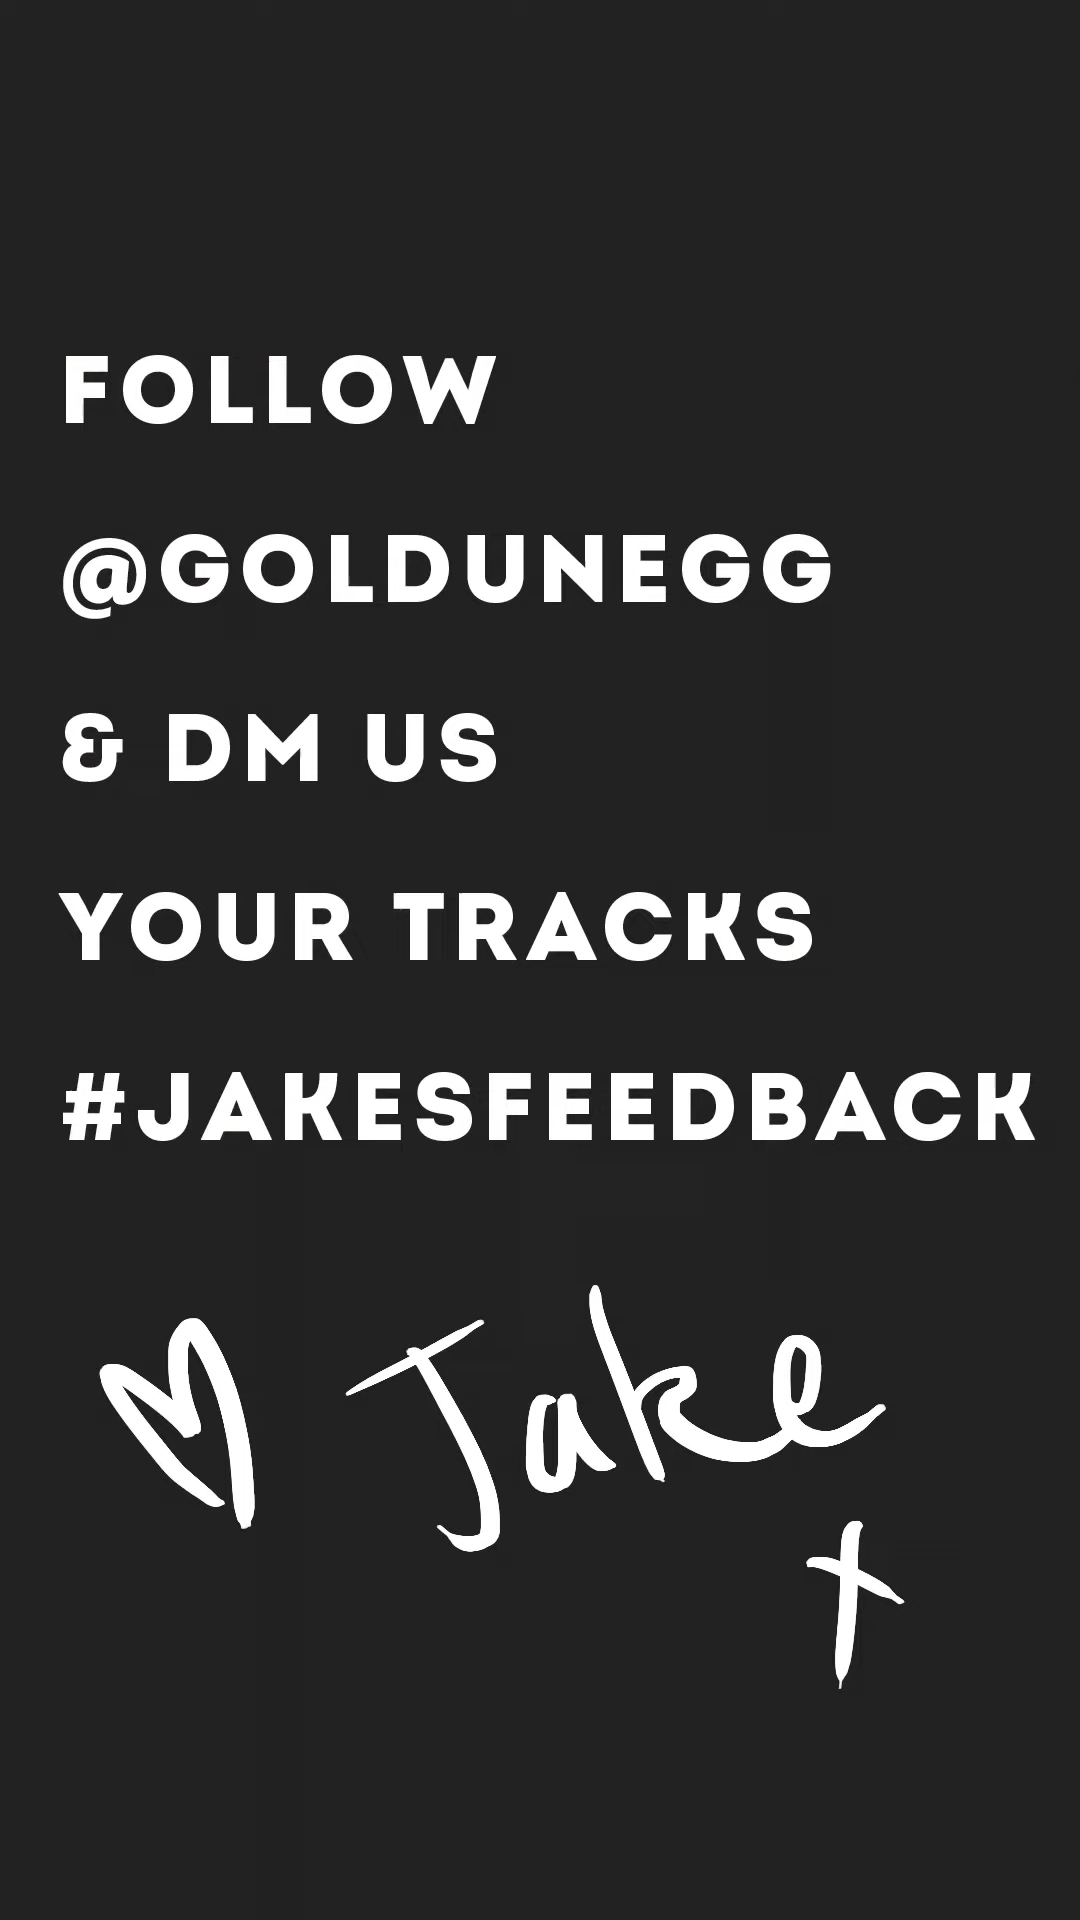 FOLLOW
@GOLDUNEGG
& DM US
YOUR TRACKS
#JAKESFEEDBACK
♡ Jake
x